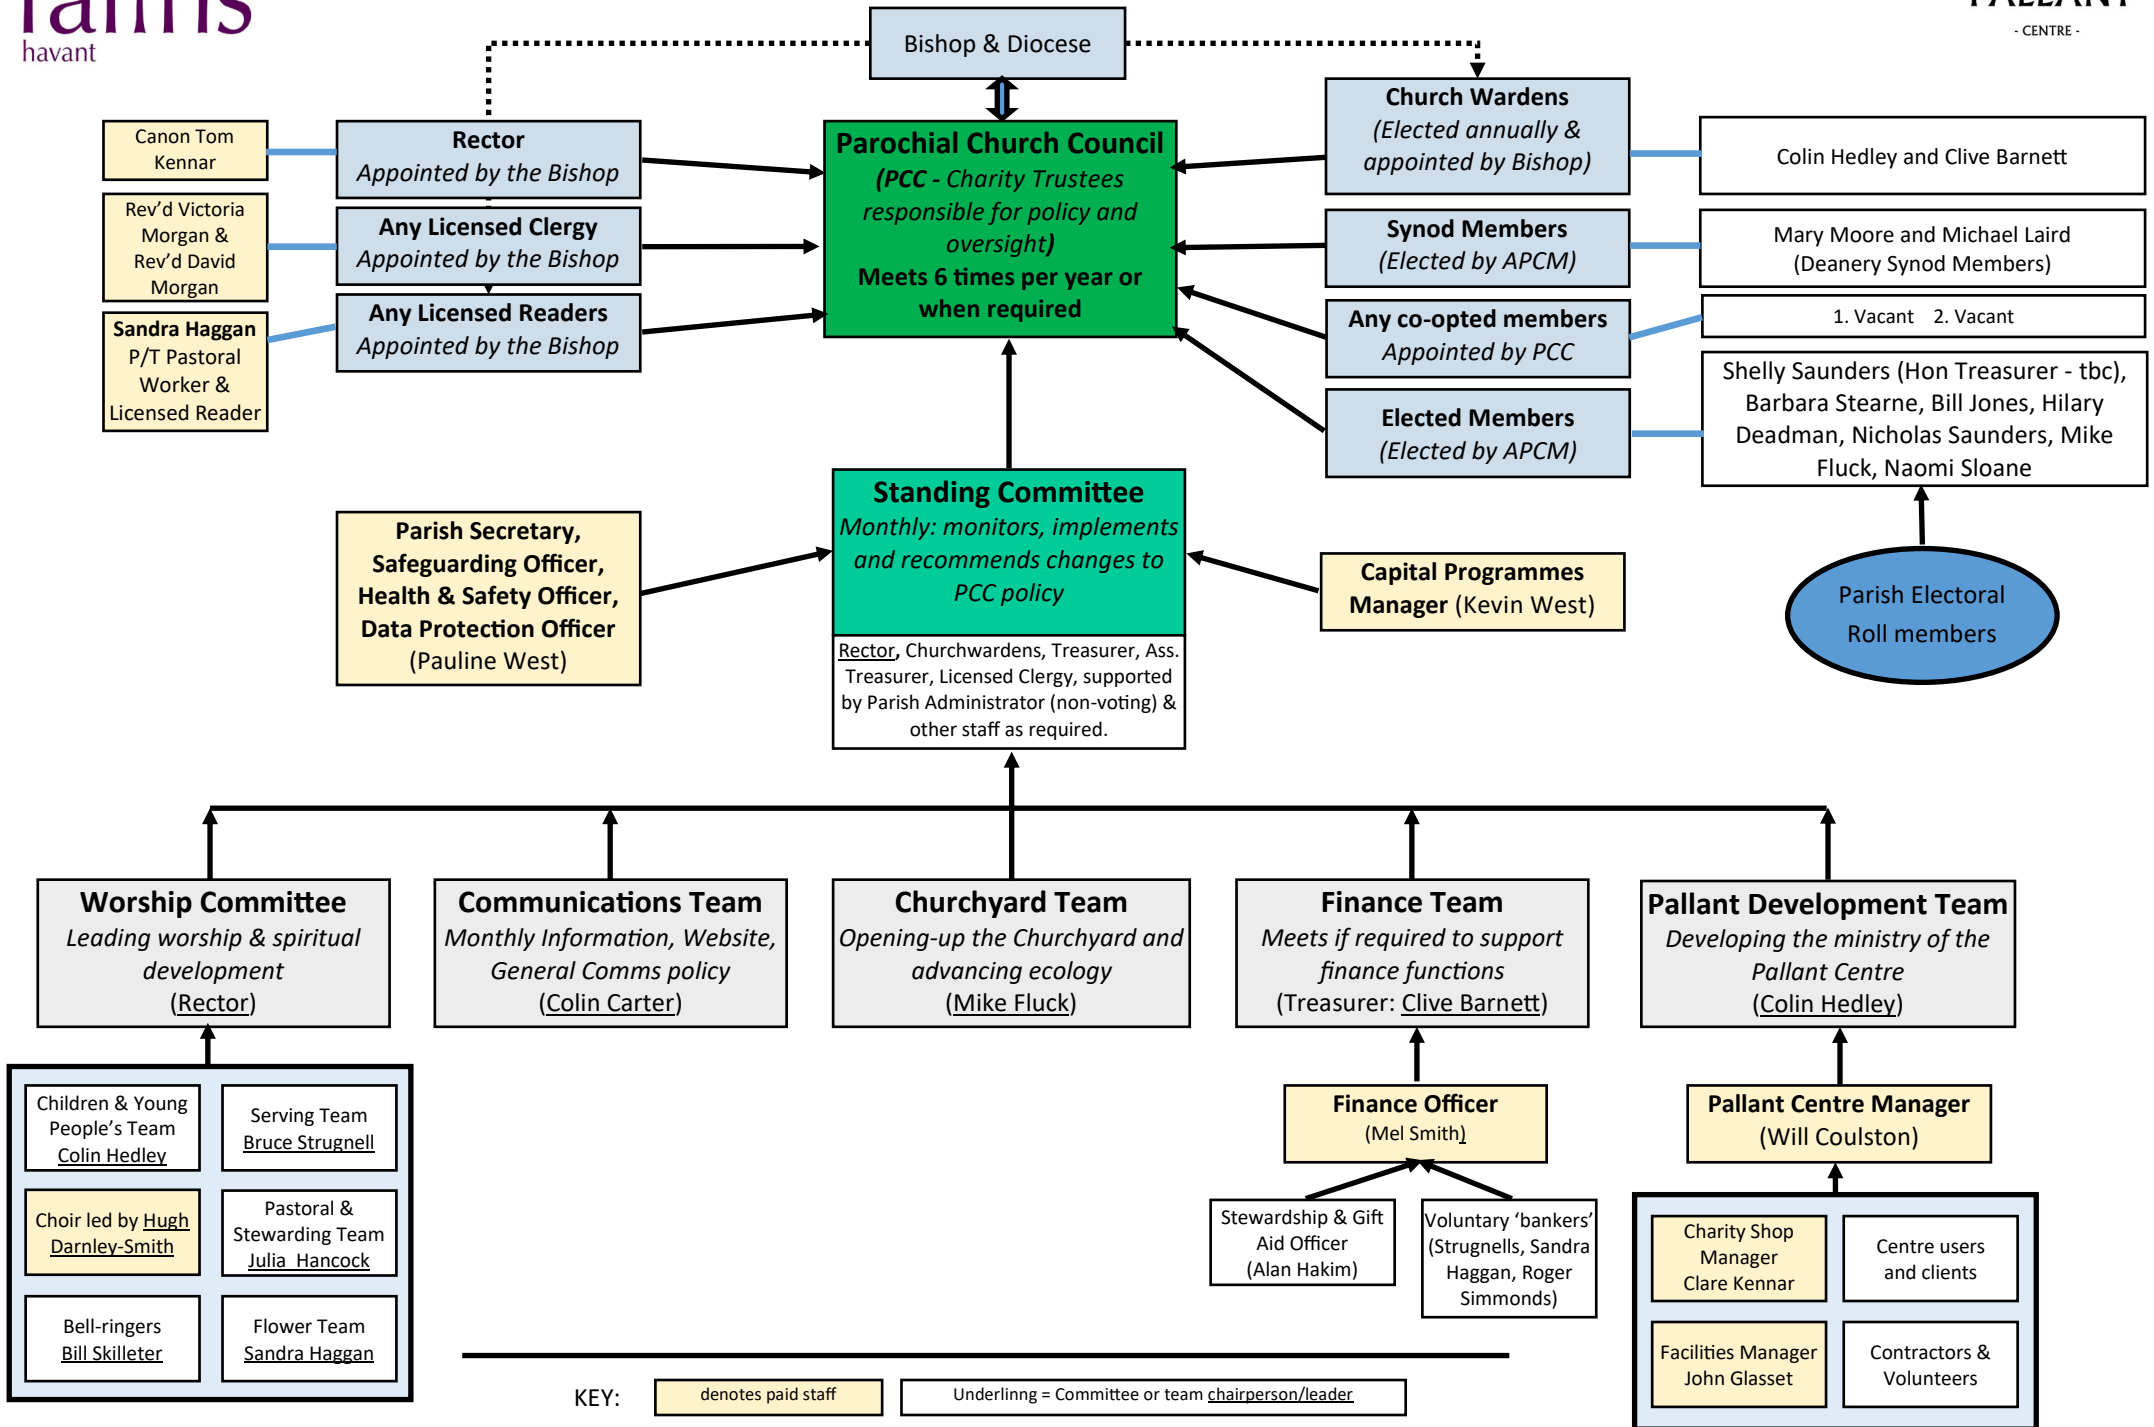 havant
- CENTRE -
Bishop & Diocese
Canon Tom
Kennar
Rector
Appointed by the Bishop
Rev’d Victoria
Morgan &
Rev’d David
Morgan
Any Licensed Clergy
Appointed by the Bishop
Sandra Haggan
P/T Pastoral
Worker &
Licensed Reader
Any Licensed Readers
Appointed by the Bishop
Parochial Church Council
(PCC - Charity Trustees
responsible for policy and
oversight)
Meets 6 times per year or
when required
Church Wardens
(Elected annually &
appointed by Bishop)
Colin Hedley and Clive Barnett
Synod Members
(Elected by APCM)
Mary Moore and Michael Laird
(Deanery Synod Members)
Any co-opted members
Appointed by PCC
1. Vacant 2. Vacant
Elected Members
(Elected by APCM)
Shelly Saunders (Hon Treasurer - tbc),
Barbara Stearne, Bill Jones, Hilary
Deadman, Nicholas Saunders, Mike
Fluck, Naomi Sloane
Parish Electoral
Roll members
Parish Secretary,
Safeguarding Officer,
Health & Safety Officer,
Data Protection Officer
(Pauline West)
Standing Committee
Monthly: monitors, implements
and recommends changes to
PCC policy
Rector, Churchwardens, Treasurer, Ass.
Treasurer, Licensed Clergy, supported
by Parish Administrator (non-voting) &
other staff as required.
Capital Programmes
Manager (Kevin West)
Worship Committee
Leading worship & spiritual
development
(Rector)
Communications Team
Monthly Information, Website,
General Comms policy
(Colin Carter)
Churchyard Team
Opening-up the Churchyard and
advancing ecology
(Mike Fluck)
Finance Team
Meets if required to support
finance functions
(Treasurer: Clive Barnett)
Pallant Development Team
Developing the ministry of the
Pallant Centre
(Colin Hedley)
Children & Young
People’s Team
Colin Hedley
Serving Team
Bruce Strugnell
Choir led by Hugh
Darnley-Smith
Pastoral &
Stewarding Team
Julia Hancock
Bell-ringers
Bill Skilleter
Flower Team
Sandra Haggan
Finance Officer
(Mel Smith)
Stewardship & Gift
Aid Officer
(Alan Hakim)
Voluntary ‘bankers’
(Strugnells, Sandra
Haggan, Roger
Simmonds)
Pallant Centre Manager
(Will Coulston)
Charity Shop
Manager
Clare Kennar
Centre users
and clients
Facilities Manager
John Glasset
Contractors &
Volunteers
KEY:
denotes paid staff
Underlinng = Committee or team chairperson/leader